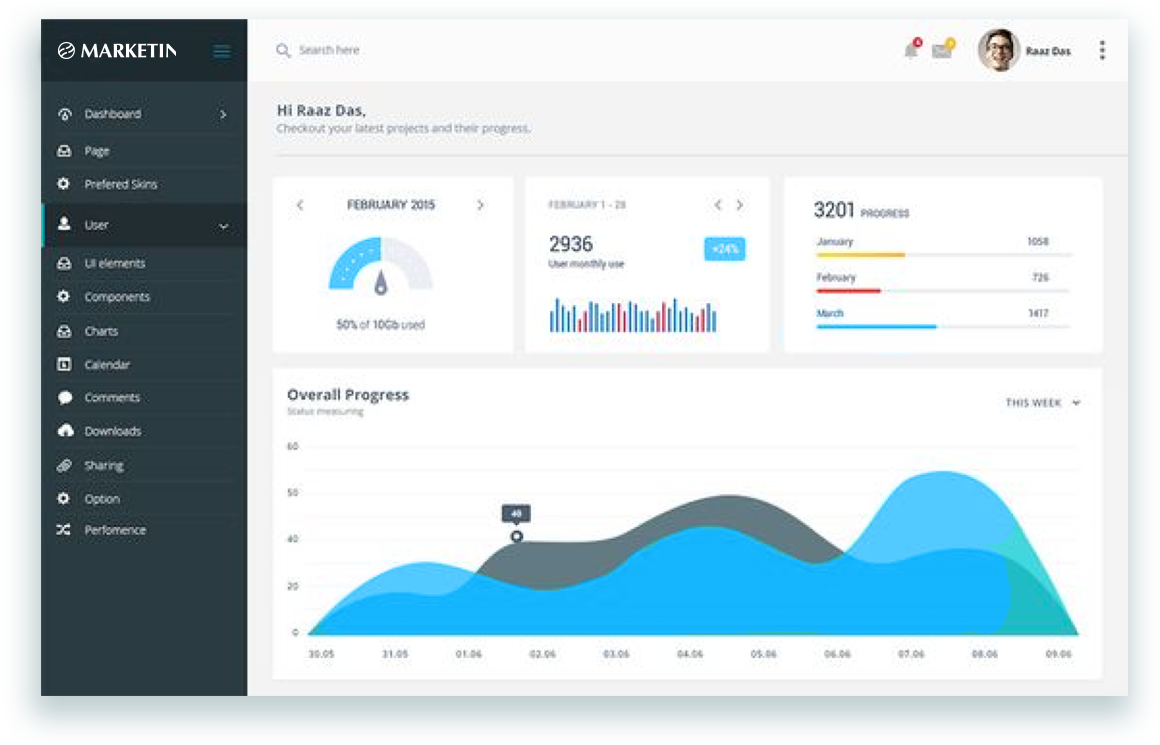 MARKETIN
Search here
Raaz Das
Dashboard
Page
Prefered Skins
User
UI elements
Components
Charts
Calendar
Comments
Downloads
Sharing
Option
Perfomence
Hi Raaz Das,
Checkout your latest projects and their progress.
FEBRUARY 2015
50% of 10Gb used
FEBRUARY 1 - 28
2936
User monthly use
+24%
3201 PROGRESS
January 1058
February 726
March 1417
Overall Progress
Status measuring
THIS WEEK
60
50
40
20
0
40
30.05 31.05 01.06 02.06 03.06 04.06 05.06 06.06 07.06 08.06 09.06